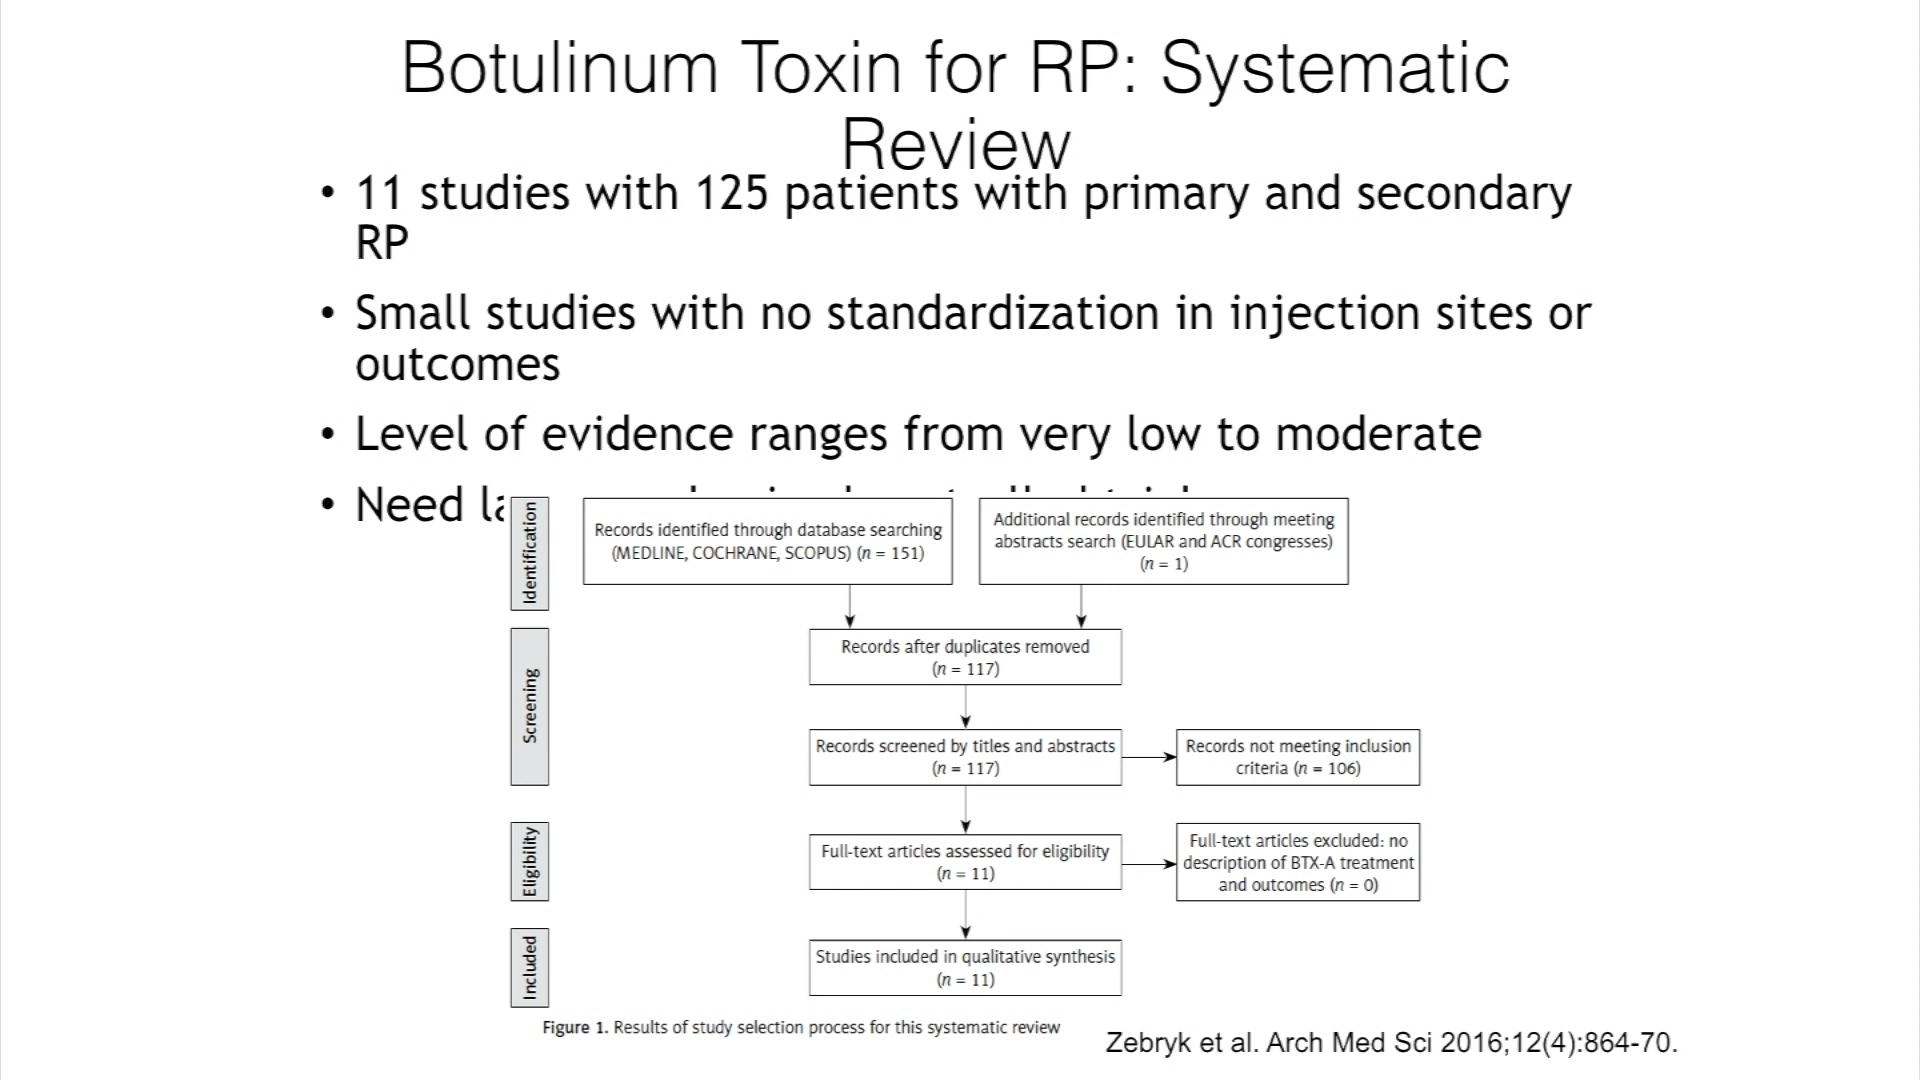 Botulinum Toxin for RP: Systematic
Review
• 11 studies with 125 patients with primary and secondary
RP
• Small studies with no standardization in injection sites or
outcomes
• Level of evidence ranges from very low to moderate
• Need
Identification
Records identified through database searching
(MEDLINE, COCHRANE, SCOPUS) (n = 151)
Additional records identified through meeting
abstracts search (EULAR and ACR congresses)
(n = 1)
Screening
Records after duplicates removed
(n = 117)
Records screened by titles and abstracts
(n = 117)
Records not meeting inclusion
criteria (n = 106)
Eligibility
Full-text articles assessed for eligibility
(n = 11)
Full-text articles excluded: no
description of BTX-A treatment
and outcomes (n = 0)
Included
Studies included in qualitative synthesis
(n = 11)
Figure 1. Results of study selection process for this systematic review
Zebryk et al. Arch Med Sci 2016;12(4):864-70.